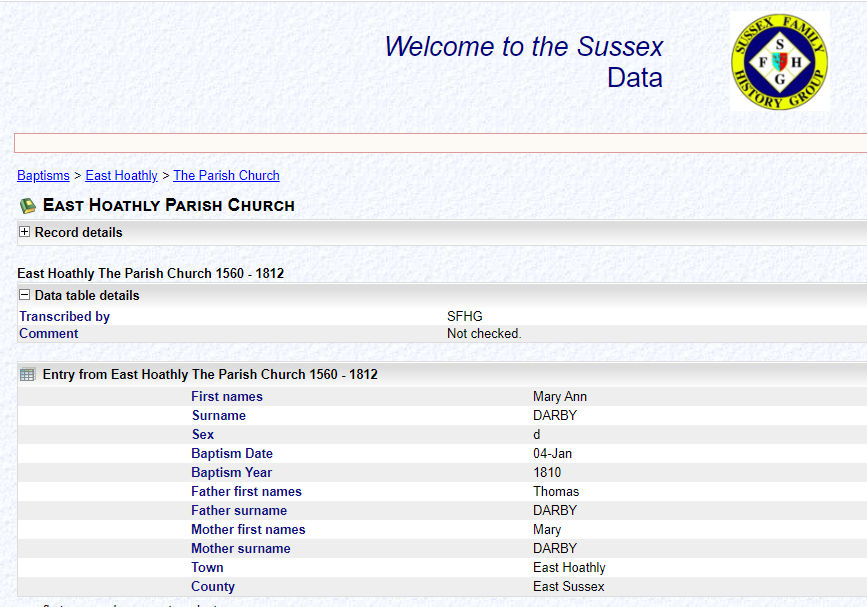 Welcome to the Sussex
Data
SUSSEX FAMILY
S
F H
G
HISTORY GROUP
Baptisms > East Hoathly > The Parish Church
EAST HOATHLY PARISH CHURCH
Record details
East Hoathly The Parish Church 1560 - 1812
Data table details
Transcribed by SFHG
Comment Not checked.
Entry from East Hoathly The Parish Church 1560 - 1812
First names Mary Ann
Surname DARBY
Sex d
Baptism Date 04-Jan
Baptism Year 1810
Father first names Thomas
Father surname DARBY
Mother first names Mary
Mother surname DARBY
Town East Hoathly
County East Sussex